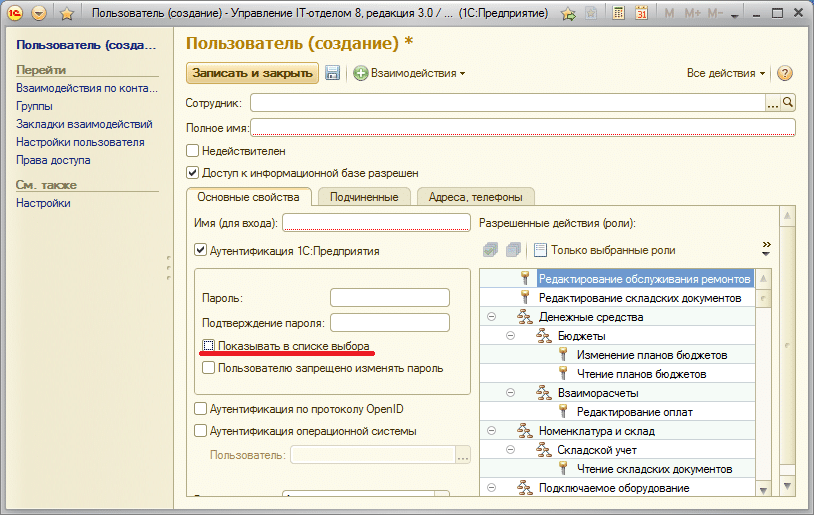 Пользователь (создание) - Управление IT-отделом 8, редакция 3.0 / ... (1С:Предприятие)
M M+ M-
31
Пользователь (созда...
Перейти
Взаимодействия по конта...
Группы
Закладки взаимодействий
Настройки пользователя
Права доступа
См. также
Настройки
Пользователь (создание) *
Записать и закрыть
Взаимодействия
Все действия
Сотрудник:
Полное имя:
Недействителен
Доступ к информационной базе разрешен
Основные свойства
Подчиненные
Адреса, телефоны
Имя (для входа):
Аутентификация 1С:Предприятия
Пароль:
Подтверждение пароля:
Показывать в списке выбора
Пользователю запрещено изменять пароль
Аутентификация по протоколу OpenID
Аутентификация операционной системы
Пользователь:
Разрешенные действия (роли):
Только выбранные роли
Редактирование обслуживания ремонтов
Редактирование складских документов
Денежные средства
Бюджеты
Изменение планов бюджетов
Чтение планов бюджетов
Взаиморасчеты
Редактирование оплат
Номенклатура и склад
Складской учет
Чтение складских документов
Подключаемое оборудование